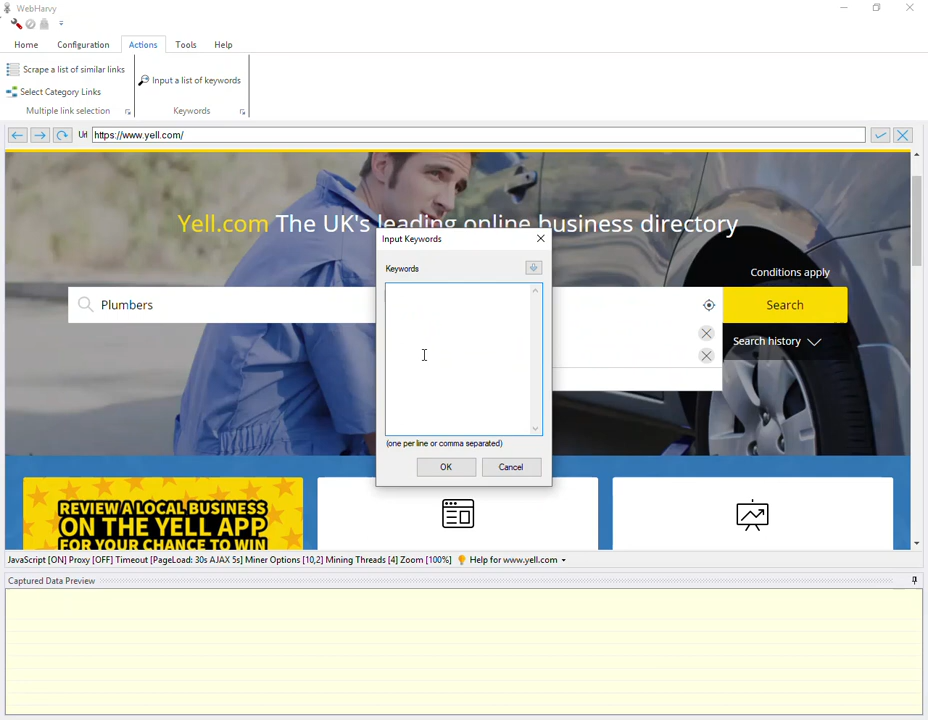 WebHarvy
Home Configuration Actions Tools Help
Scrape a list of similar links
Select Category Links
Multiple link selection
Input a list of keywords
Keywords
Url https://www.yell.com/
Yell.com The UK's leading online business directory
Conditions apply
Plumbers
Search
Search history
Input Keywords
Keywords
(one per line or comma separated)
OK Cancel
REVIEW A LOCAL BUSINESS
ON THE YELL APP
FOR YOUR CHANCE TO WIN
JavaScript [ON] Proxy [OFF] Timeout [PageLoad: 30s AJAX 5s] Miner Options [10,2] Mining Threads [4] Zoom [100%] Help for www.yell.com
Captured Data Preview